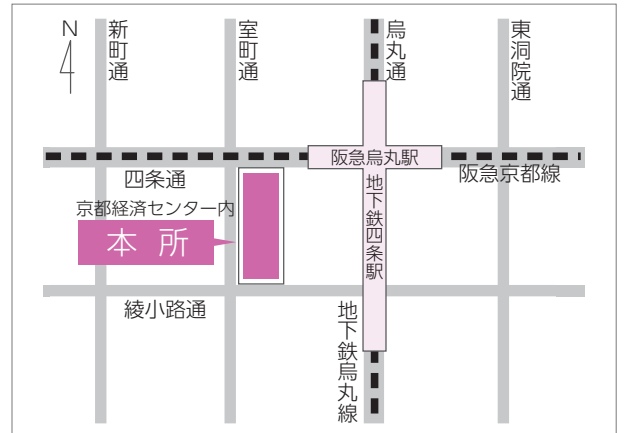 N
新町通
室町通
烏丸通
東洞院通
阪急烏丸駅
四条通
阪急京都線
京都経済センター内
本所
地下鉄四条駅
綾小路通
地下鉄烏丸線